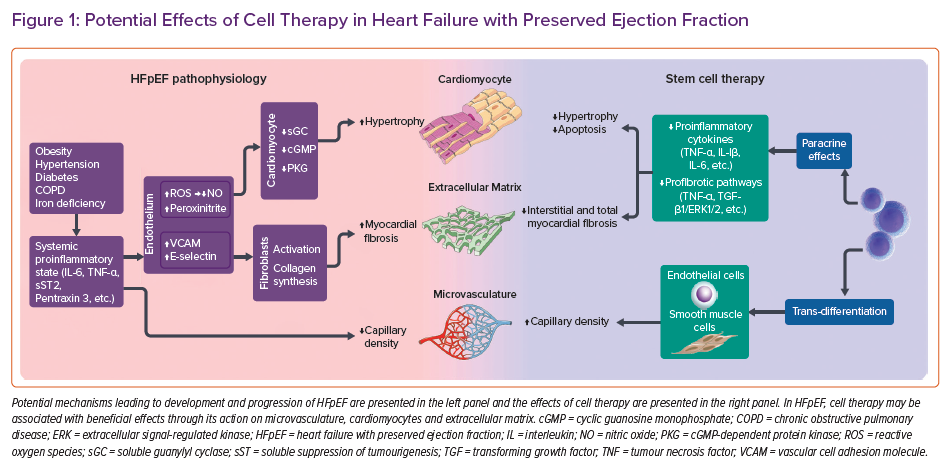 Figure 1: Potential Effects of Cell Therapy in Heart Failure with Preserved Ejection Fraction
HFpEF pathophysiology
Obesity
Hypertension
Diabetes
COPD
Iron deficiency
Systemic
proinflammatory
state (IL-6, TNF-α,
sST2,
Pentraxin 3, etc.)
Endothelium
↑ROS →↓NO
↑Peroxinitrite
↑VCAM
↑E-selectin
Cardiomyocyte
↓sGC
↓cGMP
↓PKG
Fibroblasts
Activation
Collagen
synthesis
↑Hypertrophy
↑Myocardial
fibrosis
↓Capillary
density
Cardiomyocyte
Extracellular Matrix
Microvasculature
Stem cell therapy
↓Hypertrophy
↓Apoptosis
↓Interstitial and total
myocardial fibrosis
↑Capillary density
↓Proinflammatory
cytokines
(TNF-α, IL-Iβ,
IL-6, etc.)
↓Profibrotic pathways
(TNF-α, TGF-
β1/ERK1/2, etc.)
Endothelial cells
Smooth muscle
cells
Paracrine
effects
Trans-differentiation
Potential mechanisms leading to development and progression of HFpEF are presented in the left panel and the effects of cell therapy are presented in the right panel. In HFpEF, cell therapy may be
associated with beneficial effects through its action on microvasculature, cardiomyocytes and extracellular matrix. cGMP = cyclic guanosine monophosphate; COPD = chronic obstructive pulmonary
disease; ERK = extracellular signal-regulated kinase; HFpEF = heart failure with preserved ejection fraction; IL = interleukin; NO = nitric oxide; PKG = cGMP-dependent protein kinase; ROS = reactive
oxygen species; sGC = soluble guanylyl cyclase; sST = soluble suppression of tumourigenesis; TGF = transforming growth factor; TNF = tumour necrosis factor; VCAM = vascular cell adhesion molecule.